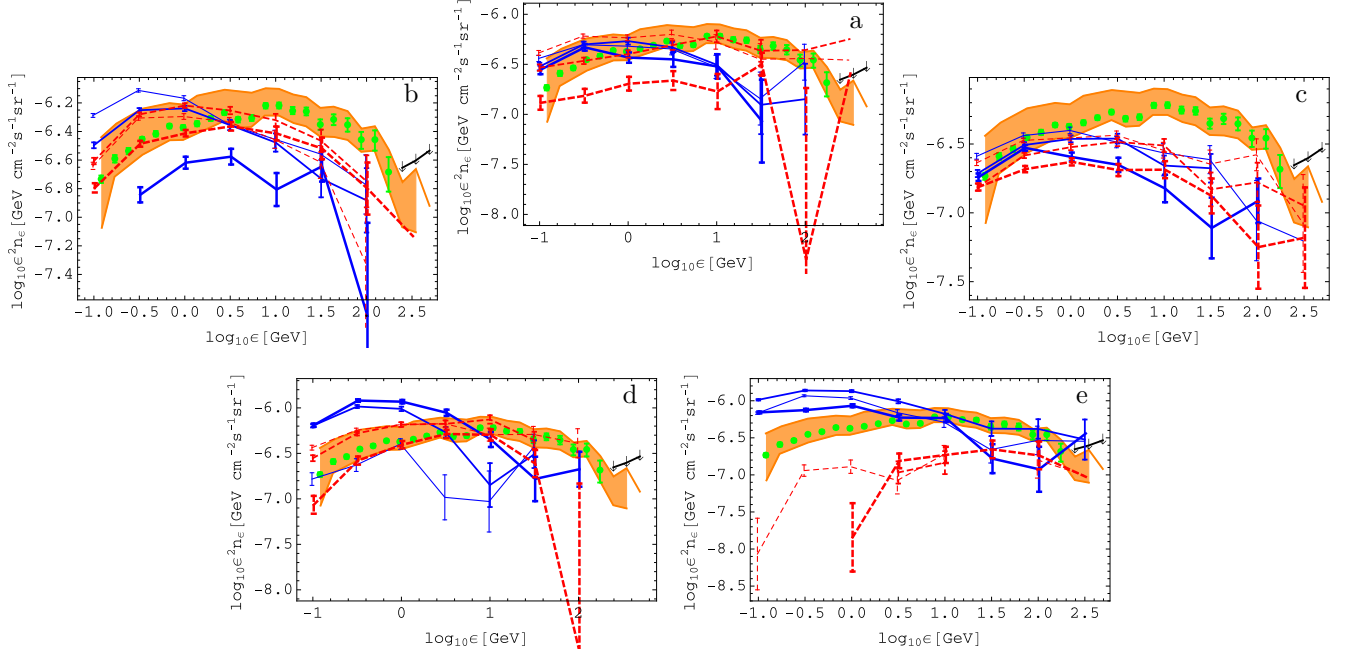 a
log₁₀ϵ²nϵ[GeV cm⁻²s⁻¹sr⁻¹]
-6.0
-6.5
-7.0
-7.5
-8.0
-1 0 1 2
log₁₀ϵ[GeV]
b
log₁₀ϵ²nϵ[GeV cm⁻²s⁻¹sr⁻¹]
-6.2
-6.4
-6.6
-6.8
-7.0
-7.2
-7.4
-1.0 -0.5 0.0 0.5 1.0 1.5 2.0 2.5
log₁₀ϵ[GeV]
c
log₁₀ϵ²nϵ[GeV cm⁻²s⁻¹sr⁻¹]
-6.5
-7.0
-7.5
-1.0 -0.5 0.0 0.5 1.0 1.5 2.0 2.5
log₁₀ϵ[GeV]
d
log₁₀ϵ²nϵ[GeV cm⁻²s⁻¹sr⁻¹]
-6.0
-6.5
-7.0
-7.5
-8.0
-1 0 1 2
log₁₀ϵ[GeV]
e
log₁₀ϵ²nϵ[GeV cm⁻²s⁻¹sr⁻¹]
-6.0
-6.5
-7.0
-7.5
-8.0
-8.5
-1.0 -0.5 0.0 0.5 1.0 1.5 2.0 2.5
log₁₀ϵ[GeV]